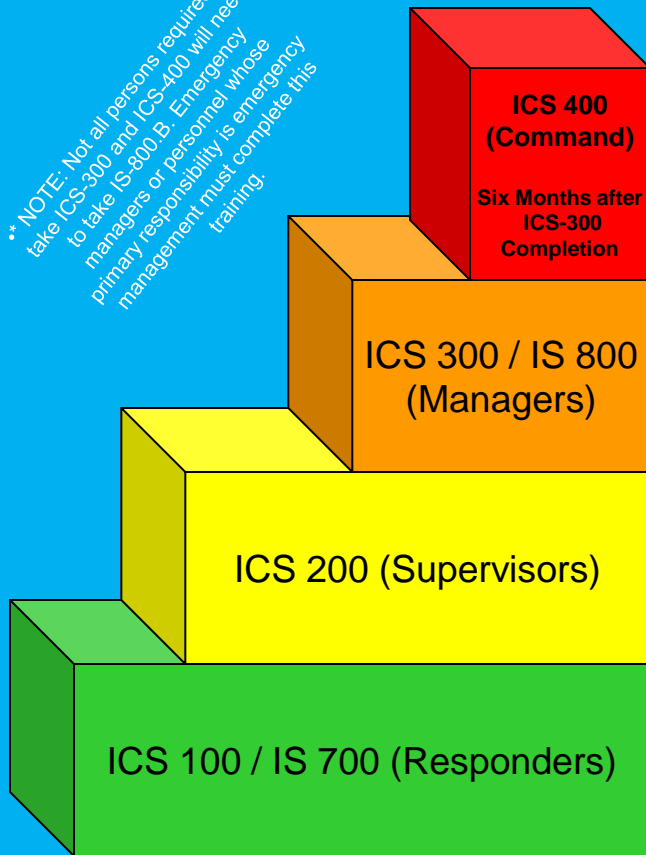 •* NOTE: Not all persons required
take ICS-300 and ICS-400 will need
to take IS-800.B. Emergency
managers or personnel whose
primary responsibility is emergency
management must complete this
training.
ICS 400
(Command)
Six Months after
ICS-300
Completion
ICS 300 / IS 800
(Managers)
ICS 200 (Supervisors)
ICS 100 / IS 700 (Responders)